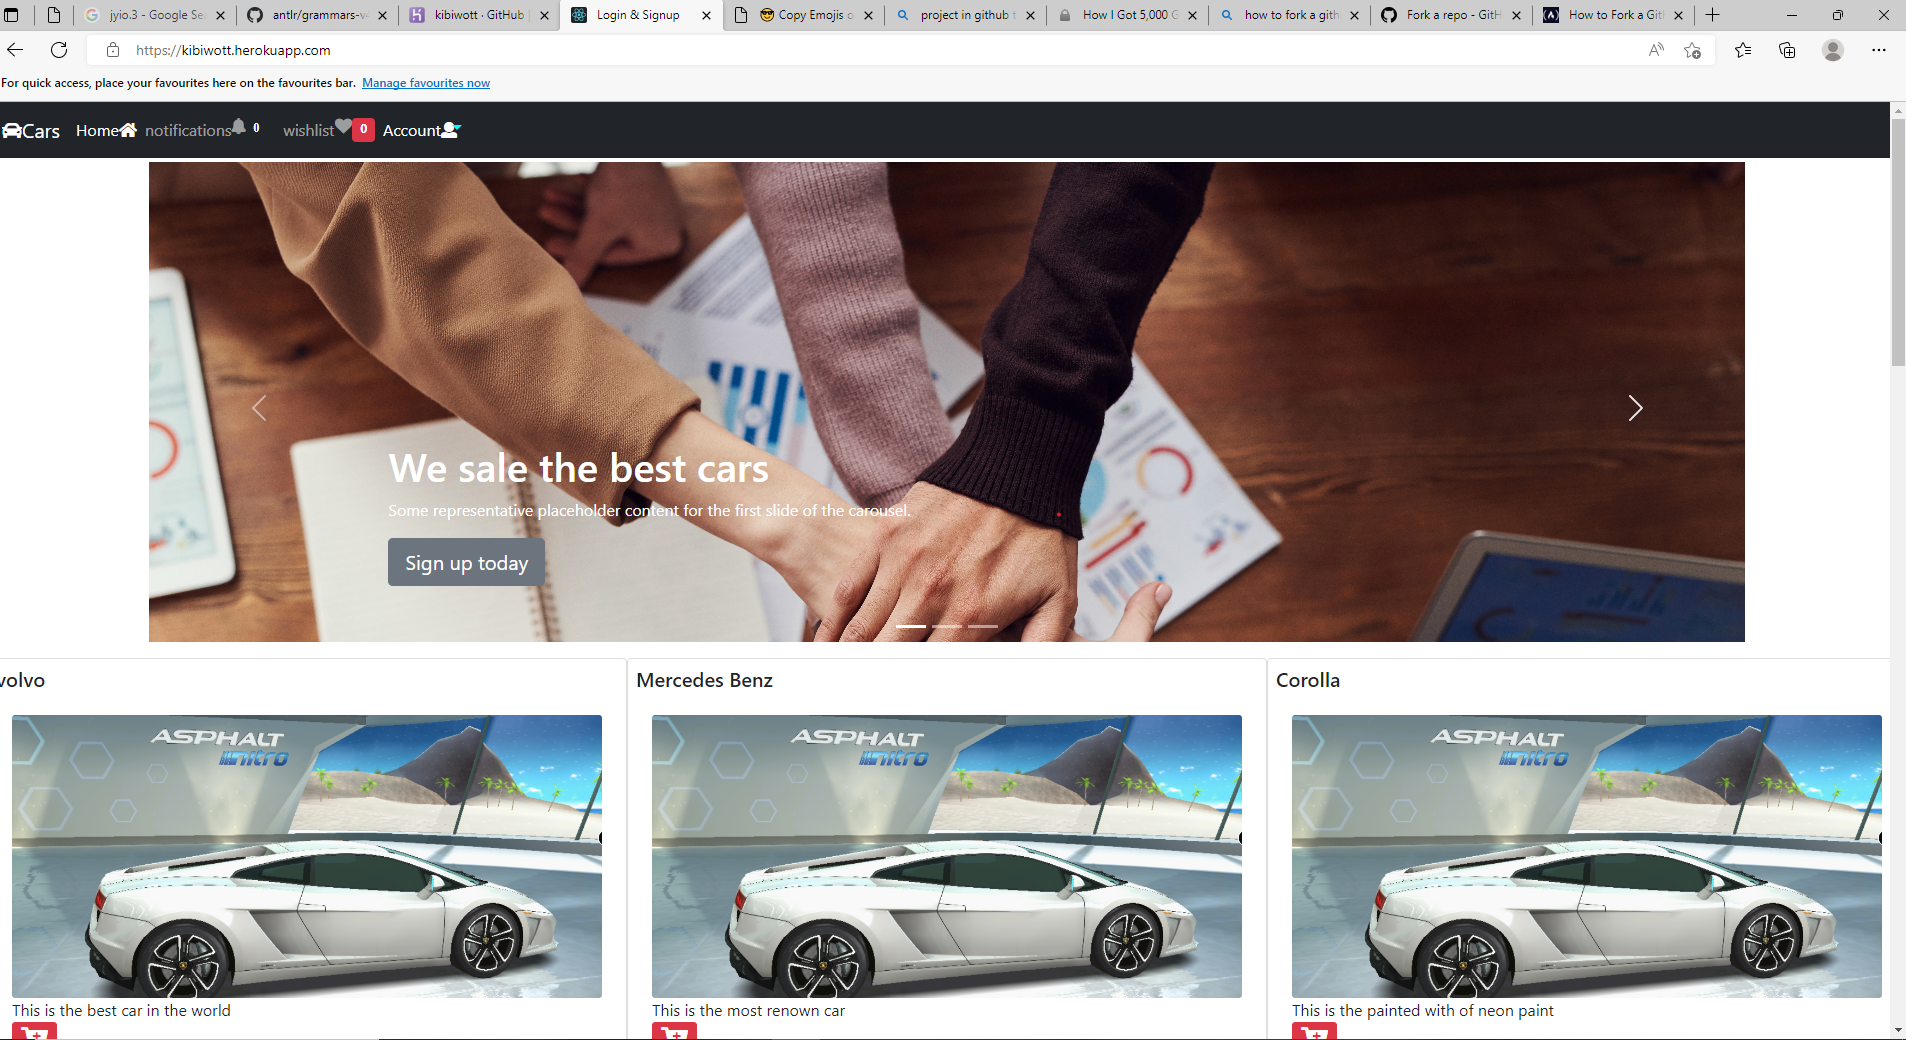 jyio.3 - Google Se
antlr/grammars-v
kibiwott · GitHub
Login & Signup
😎 Copy Emojis
project in github
How I Got 5,000
how to fork a gith
Fork a repo - GitH
How to Fork a Git
https://kibiwott.herokuapp.com
For quick access, place your favourites here on the favourites bar. Manage favourites now
Cars Home notifications 0 wishlist 0 Account
We sale the best cars
Some representative placeholder content for the first slide of the carousel.
Sign up today
volvo
Mercedes Benz
Corolla
ASPHALT
nitro
ASPHALT
nitro
ASPHALT
nitro
This is the best car in the world
This is the most renown car
This is the painted with of neon paint